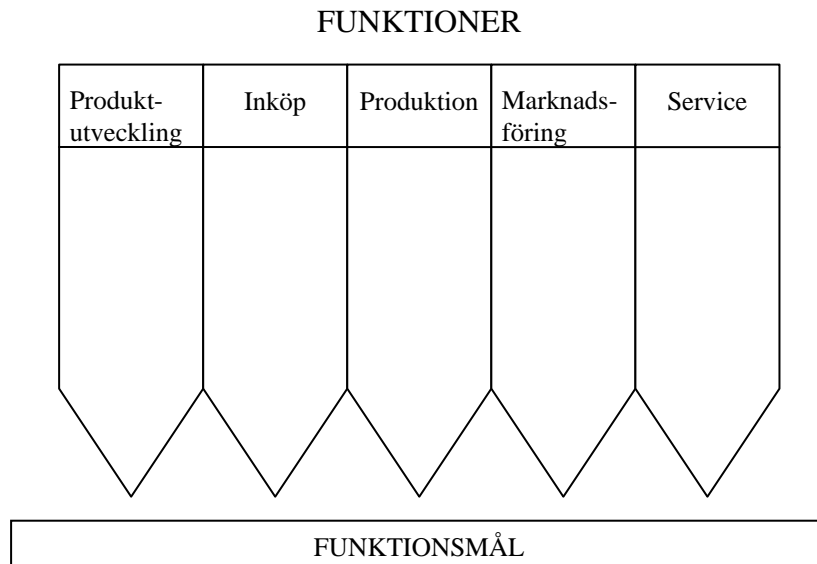 FUNKTIONER
Produkt-
utveckling
Inköp
Produktion
Marknads-
föring
Service
FUNKTIONSMÅL